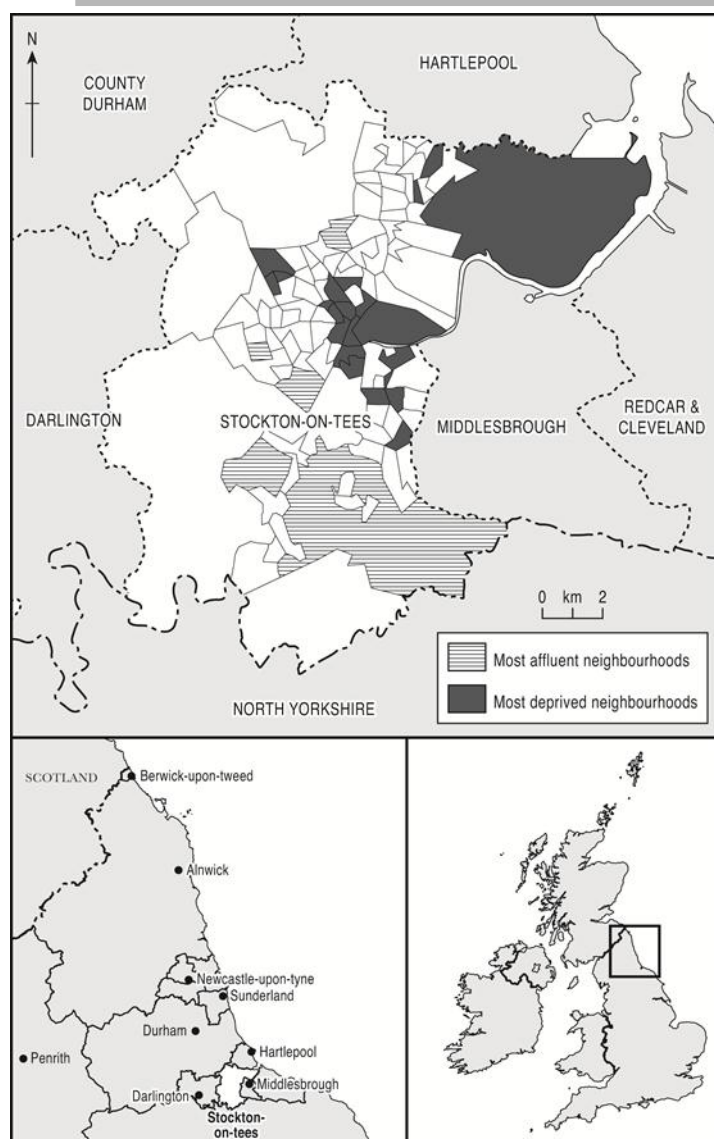 N
HARTLEPOOL
COUNTY
DURHAM
DARLINGTON
STOCKTON-ON-TEES
MIDDLESBROUGH
REDCAR &
CLEVELAND
0 km 2
Most affluent neighbourhoods
Most deprived neighbourhoods
NORTH YORKSHIRE
SCOTLAND
Berwick-upon-tweed
Alnwick
Newcastle-upon-tyne
Sunderland
Durham
Penrith
Hartlepool
Middlesbrough
Darlington
Stockton-
on-tees